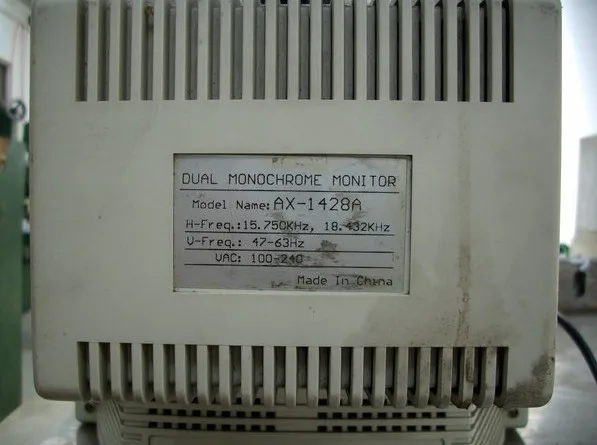 DUAL MONOCHROME MONITOR
Model Name: AX-1428A
H-Freq.:15.750KHz, 18.432KHz
V-Freq.: 47-63Hz
VAC: 100-240
Made In China